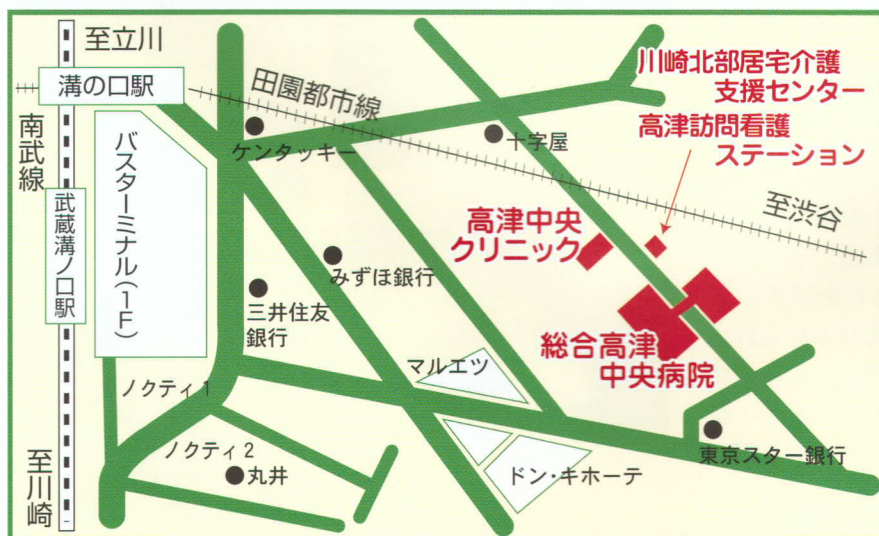 至立川
溝の口駅
南武線
武蔵溝ノ口駅
至川崎
バスターミナル(1F)
田園都市線
至渋谷
ケンタッキー
十字屋
川崎北部居宅介護
支援センター
高津訪問看護
ステーション
高津中央
クリニック
みずほ銀行
三井住友
銀行
総合高津
中央病院
マルエツ
ノクティ1
ノクティ2
丸井
ドン・キホーテ
東京スター銀行